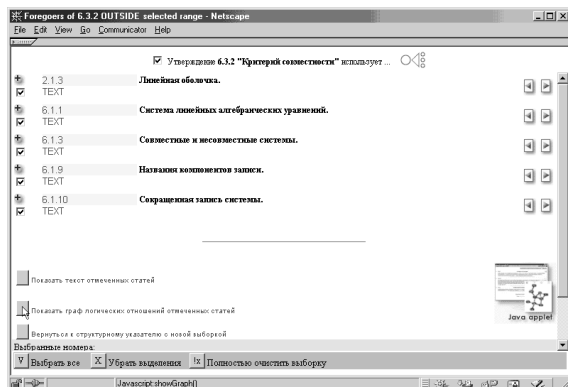 Foregoers of 6.3.2 OUTSIDE selected range - Netscape
File Edit View Go Communicator Help
Утверждение 6.3.2 "Критерий совместности" использует ...
2.1.3 Линейная оболочка.
TEXT
6.1.1 Система линейных алгебраических уравнений.
TEXT
6.1.3 Совместные и несовместные системы.
TEXT
6.1.9 Названия компонентов записи.
TEXT
6.1.10 Сокращенная запись системы.
TEXT
Показать текст отмеченных статей
Показать граф логических отношений отмеченных статей
Java applet
Вернуться к структурному указателю с новой выборкой
Выбранные номера:
V Выбрать все X Убрать выделения !x Полностью очистить выборку
Javascript:showGraph()